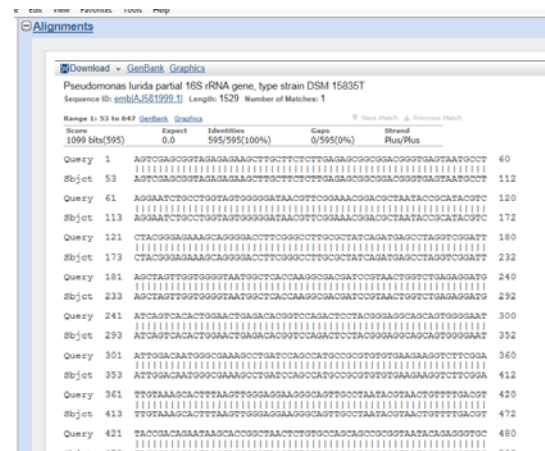 Edit View Favorites Tools Help
Alignments
Download GenBank Graphics
Pseudomonas lurida partial 16S rRNA gene, type strain DSM 15835T
Sequence ID: emb|AJ581999.1| Length: 1529 Number of Matches: 1
Range 1: 53 to 647 GenBank Graphics Next Match Previous Match
Score Expect Identities Gaps Strand
1099 bits(595) 0.0 595/595(100%) 0/595(0%) Plus/Plus
Query 1 AGTCGAGCGGTAGAGAGAAGCTTGCTTCTCTTGAGAGCGGCGGACGGGTGAGTAATGCCT 60
Sbjct 53 AGTCGAGCGGTAGAGAGAAGCTTGCTTCTCTTGAGAGCGGCGGACGGGTGAGTAATGCCT 112
Query 61 AGGAATCTGCCTGGTAGTGGGGGATAACGTTCGGAAACGGACGCTAATACCGCATACGTC 120
Sbjct 113 AGGAATCTGCCTGGTAGTGGGGGATAACGTTCGGAAACGGACGCTAATACCGCATACGTC 172
Query 121 CTACGGGAGAAAGCAGGGGACCTTCGGGCCTTGCGCTATCAGATGAGCCTAGGTCGGATT 180
Sbjct 173 CTACGGGAGAAAGCAGGGGACCTTCGGGCCTTGCGCTATCAGATGAGCCTAGGTCGGATT 232
Query 181 AGCTAGTTGGTGGGGTAATGGCTCACCAAGGCGACGATCCGTAACTGGTCTGAGAGGATG 240
Sbjct 233 AGCTAGTTGGTGGGGTAATGGCTCACCAAGGCGACGATCCGTAACTGGTCTGAGAGGATG 292
Query 241 ATCAGTCACACTGGAACTGAGACACGGTCCAGACTCCTACGGGAGGCAGCAGTGGGGAAT 300
Sbjct 293 ATCAGTCACACTGGAACTGAGACACGGTCCAGACTCCTACGGGAGGCAGCAGTGGGGAAT 352
Query 301 ATTGGACAATGGGCGAAAGCCTGATCCAGCCATGCCGCGTGTGTGAAGAAGGTCTTCGGA 360
Sbjct 353 ATTGGACAATGGGCGAAAGCCTGATCCAGCCATGCCGCGTGTGTGAAGAAGGTCTTCGGA 412
Query 361 TTGTAAAGCACTTTAAGTTGGGAGGAAGGGCAGTTGCCTAATACGTAACTGTTTTGACGT 420
Sbjct 413 TTGTAAAGCACTTTAAGTTGGGAGGAAGGGCAGTTGCCTAATACGTAACTGTTTTGACGT 472
Query 421 TACCGACAGAATAAGCACCGGCTAACTCTGTGCCAGCAGCCGCGGTAATACAGAGGGTGC 480